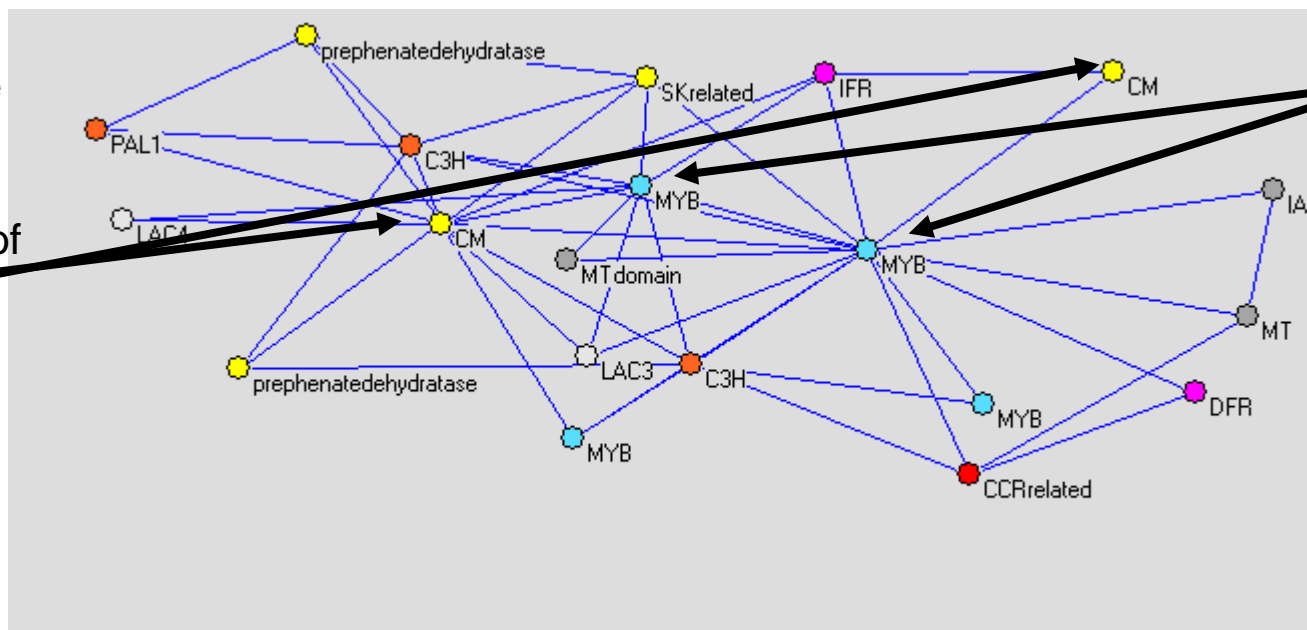 prephenatedehydratase
SKrelated
IFR
CM
PAL1
C3H
MYB
IA
LAC4
of
CM
MYB
MTdomain
MT
LAC3
C3H
prephenatedehydratase
DFR
MYB
MYB
CCRrelated